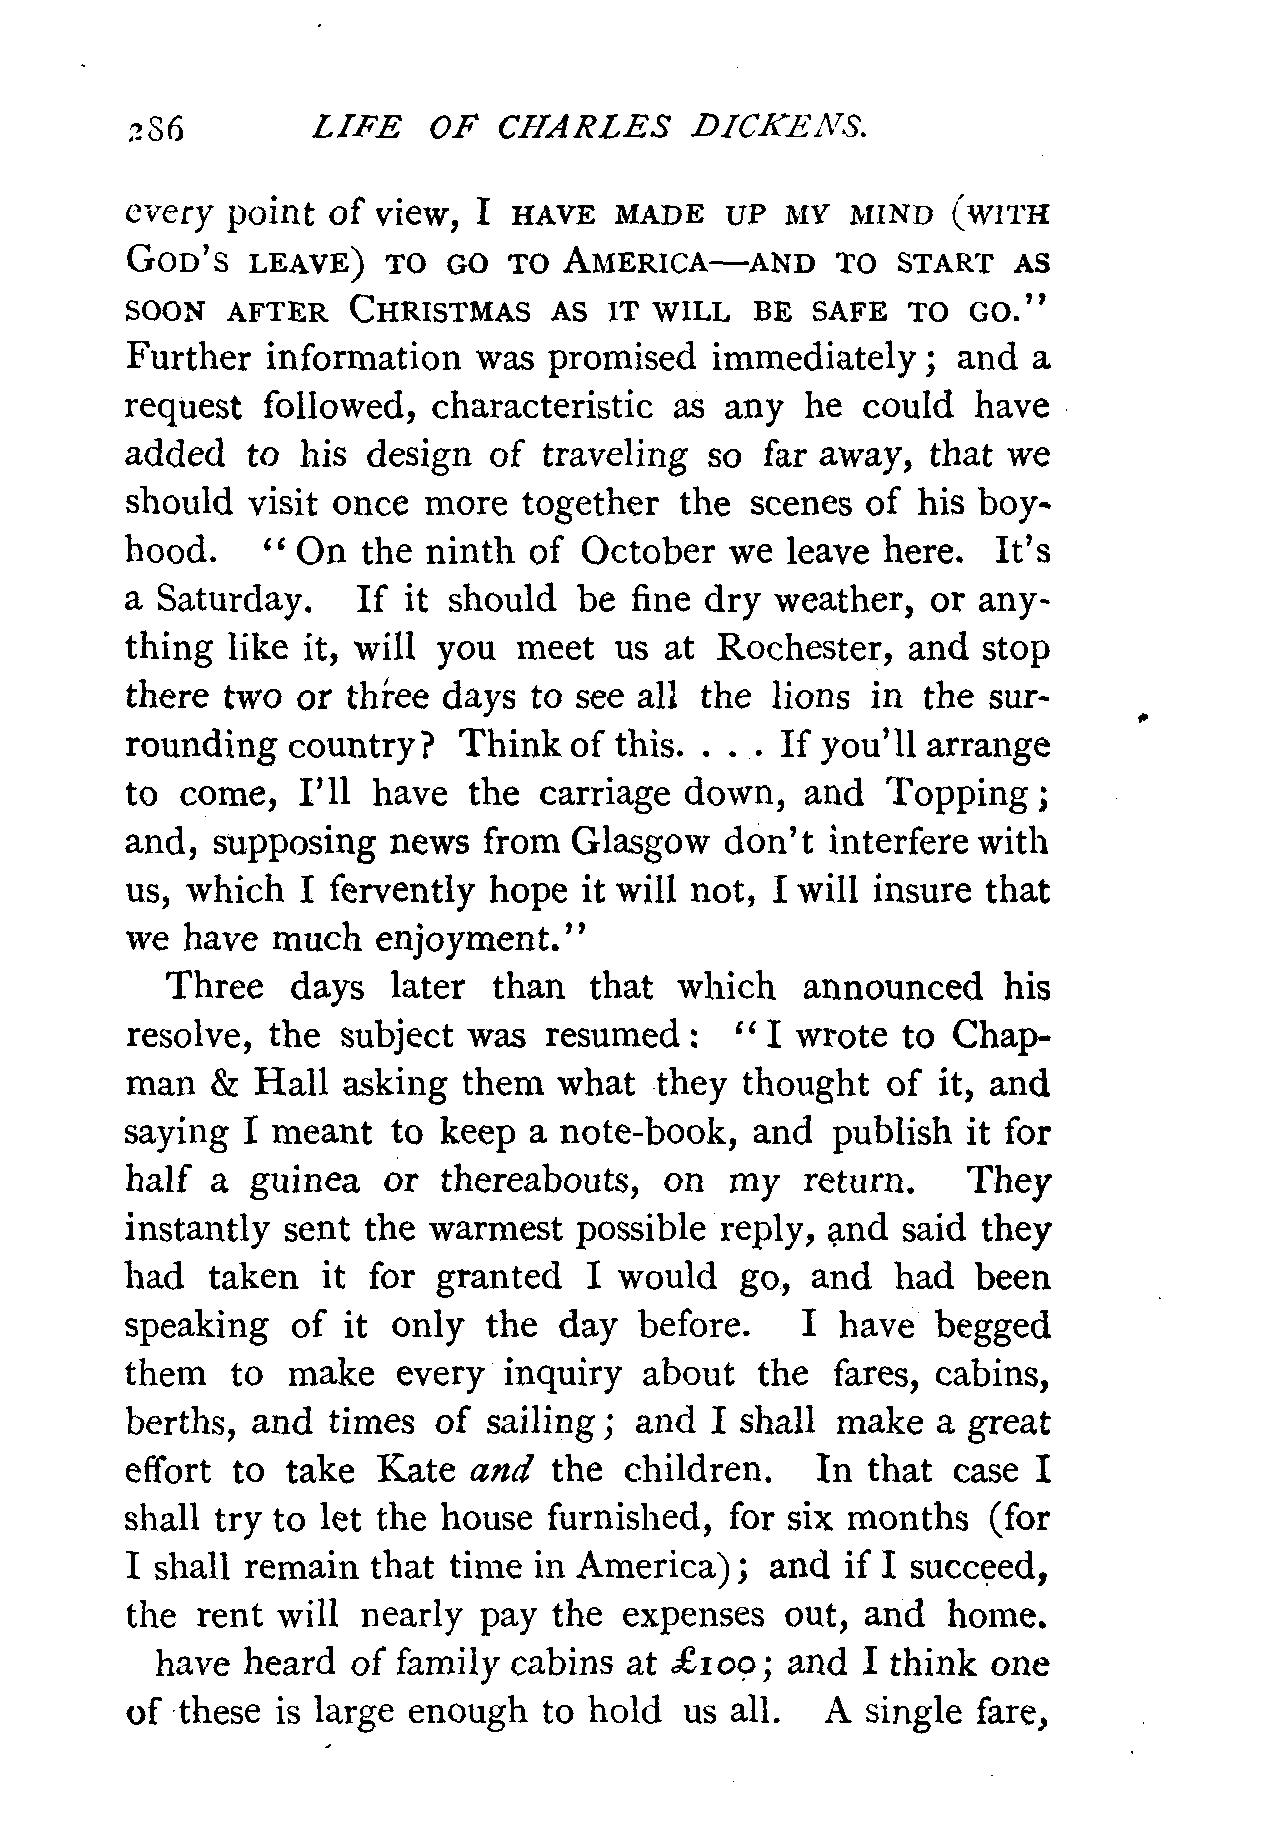 286 LIFE OF CHARLES DICKENS.
every point of view, I HAVE MADE UP MY MIND (WITH
GOD'S LEAVE) TO GO TO AMERICA—AND TO START AS
SOON AFTER CHRISTMAS AS IT WILL BE SAFE TO GO."
Further information was promised immediately; and a
request followed, characteristic as any he could have
added to his design of traveling so far away, that we
should visit once more together the scenes of his boy-
hood. "On the ninth of October we leave here. It's
a Saturday. If it should be fine dry weather, or any-
thing like it, will you meet us at Rochester, and stop
there two or three days to see all the lions in the sur-
rounding country? Think of this. . . . If you'll arrange
to come, I'll have the carriage down, and Topping;
and, supposing news from Glasgow don't interfere with
us, which I fervently hope it will not, I will insure that
we have much enjoyment."
Three days later than that which announced his
resolve, the subject was resumed: "I wrote to Chap-
man & Hall asking them what they thought of it, and
saying I meant to keep a note-book, and publish it for
half a guinea or thereabouts, on my return. They
instantly sent the warmest possible reply, and said they
had taken it for granted I would go, and had been
speaking of it only the day before. I have begged
them to make every inquiry about the fares, cabins,
berths, and times of sailing; and I shall make a great
effort to take Kate and the children. In that case I
shall try to let the house furnished, for six months (for
I shall remain that time in America); and if I succeed,
the rent will nearly pay the expenses out, and home.
have heard of family cabins at £100; and I think one
of these is large enough to hold us all. A single fare,